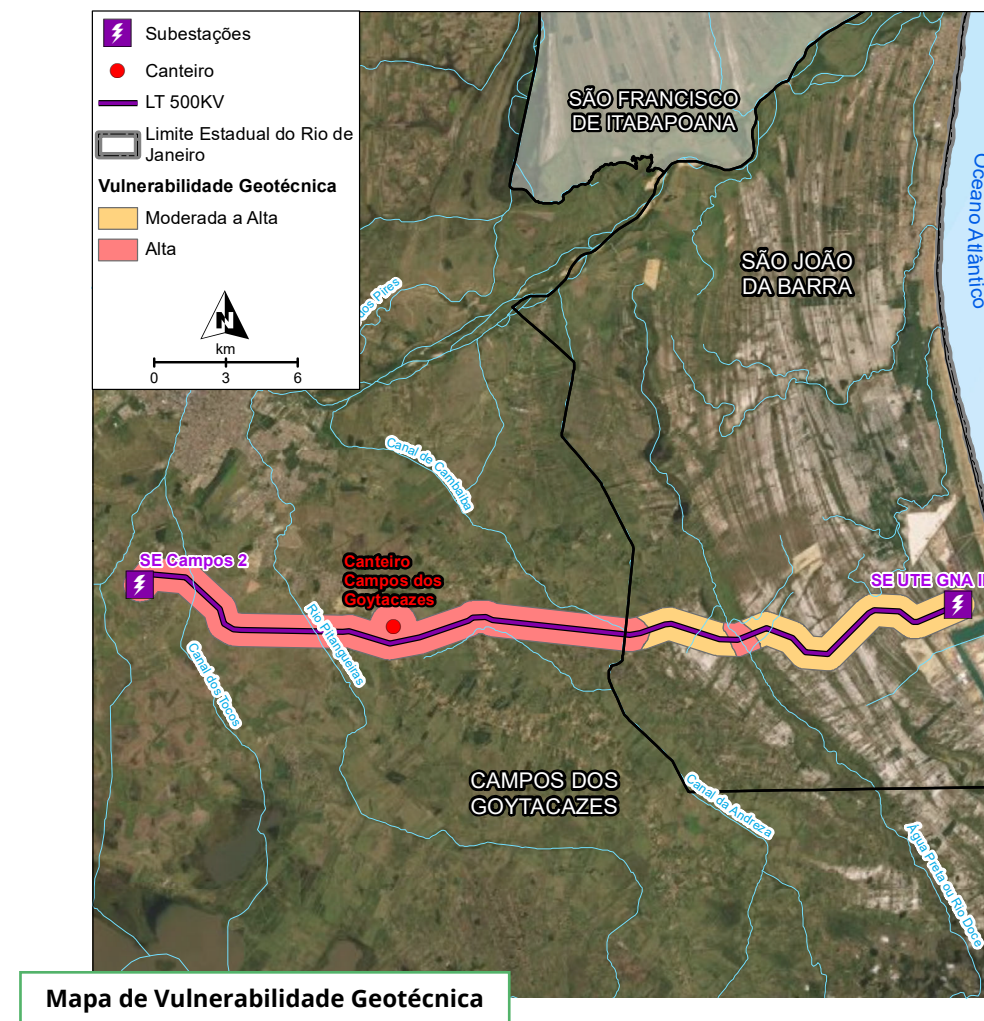 Subestações
Canteiro
LT 500KV
Limite Estadual do Rio de
Janeiro
Vulnerabilidade Geotécnica
Moderada a Alta
Alta
N
km
0 3 6
SÃO FRANCISCO
DE ITABAPOANA
Oceano Atlântico
SÃO JOÃO
DA BARRA
Pires
Canal de Cambaíba
SE Campos 2
Canteiro
Campos dos
Goytacazes
SE UTE GNA II
Rio Pitangueiras
Canal dos Tocos
CAMPOS DOS
GOYTACAZES
Canal da Andreza
Água Preta ou Rio Doce
Mapa de Vulnerabilidade Geotécnica